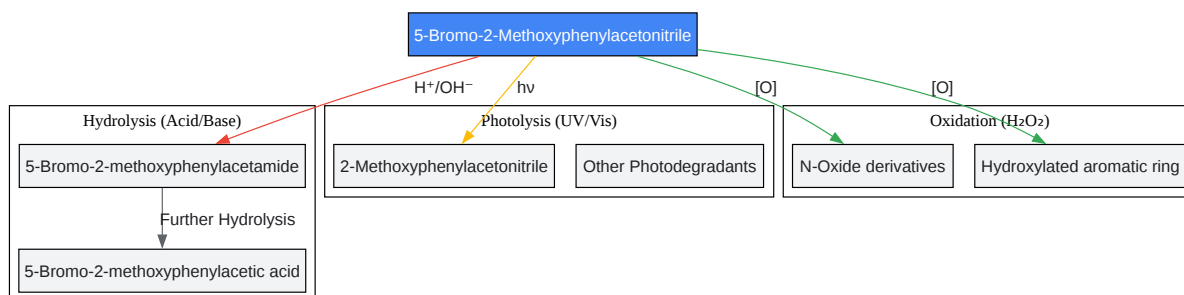 5-Bromo-2-Methoxyphenylacetonitrile
H⁺/OH⁻
hν
[O]
[O]
Hydrolysis (Acid/Base)
Photolysis (UV/Vis)
Oxidation (H₂O₂)
5-Bromo-2-methoxyphenylacetamide
2-Methoxyphenylacetonitrile
Other Photodegradants
N-Oxide derivatives
Hydroxylated aromatic ring
Further Hydrolysis
5-Bromo-2-methoxyphenylacetic acid